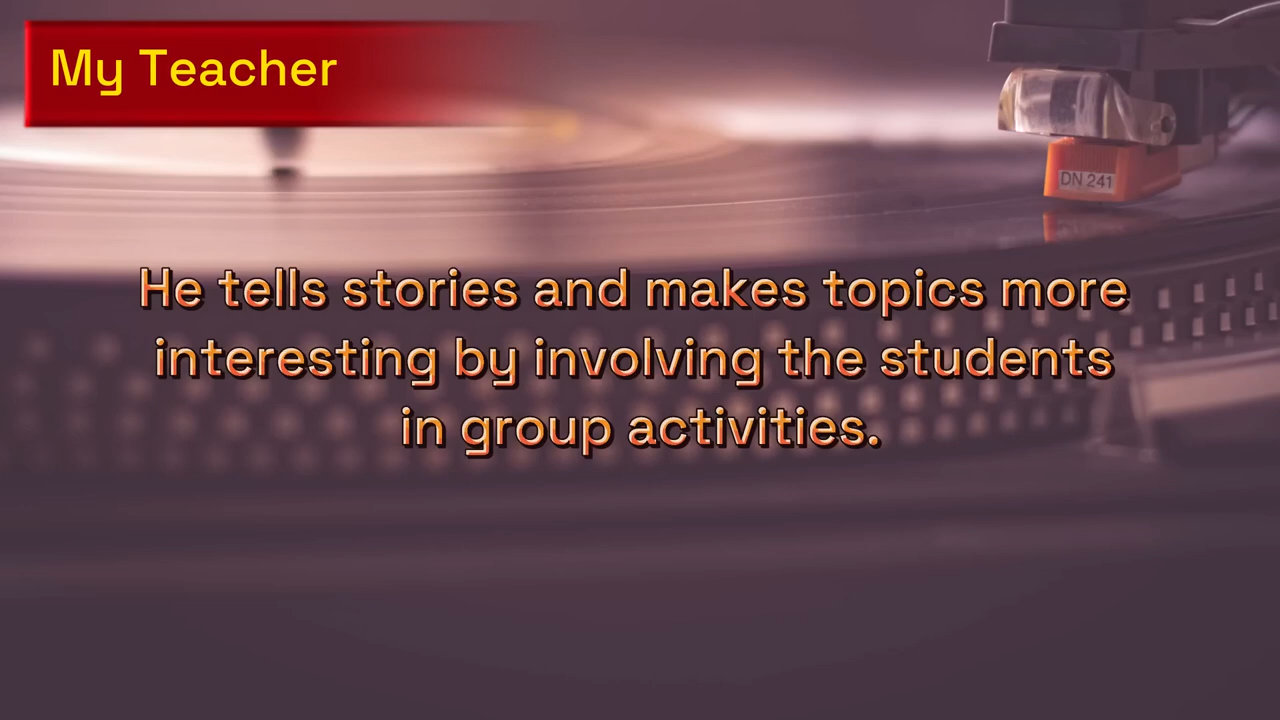 My Teacher
DN 241
He tells stories and makes topics more
interesting by involving the students
in group activities.